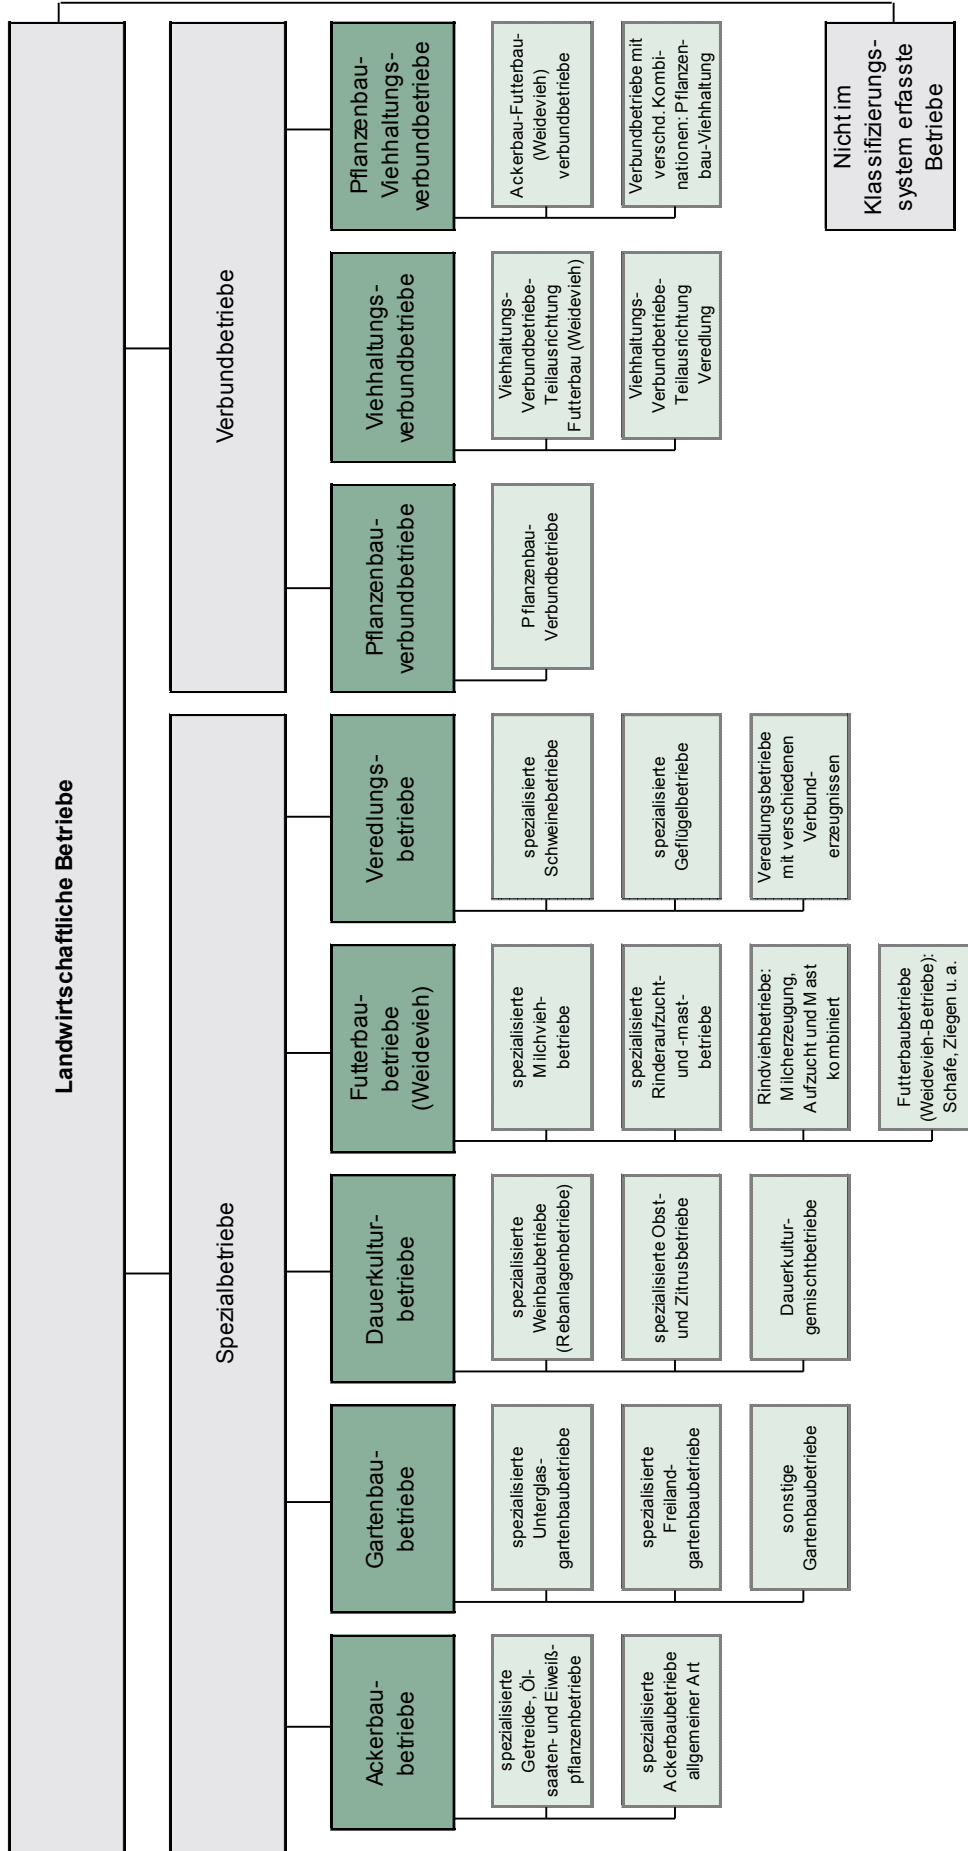 Landwirtschaftliche Betriebe
Spezialbetriebe
Verbundbetriebe
Ackerbau-
betriebe
Gartenbau-
betriebe
Dauerkultur-
betriebe
Futterbau-
betriebe
(Weidevieh)
Veredlungs-
betriebe
Pflanzenbau-
verbundbetriebe
Viehhaltungs-
verbundbetriebe
Pflanzenbau-
Viehhaltungs-
verbundbetriebe
spezialisierte
Getreide-, Öl-
saaten- und Eiweiß-
pflanzenbetriebe
spezialisierte
Unterglas-
gartenbaubetriebe
spezialisierte
Weinbaubetriebe
(Rebanlagenbetriebe)
spezialisierte
Milchvieh-
betriebe
spezialisierte
Schweinebetriebe
Pflanzenbau-
Verbundbetriebe
Viehhaltungs-
Verbundbetriebe-
Teilausrichtung
Futterbau (Weidevieh)
Ackerbau-Futterbau-
(Weidevieh)
verbundbetriebe
spezialisierte
Ackerbaubetriebe
allgemeiner Art
spezialisierte
Freiland-
gartenbaubetriebe
spezialisierte Obst-
und Zitrusbetriebe
spezialisierte
Rinderaufzucht-
und -mast-
betriebe
spezialisierte
Geflügelbetriebe
Viehhaltungs-
Verbundbetriebe-
Teilausrichtung
Veredlung
Verbundbetriebe mit
verschd. Kombi-
nationen: Pflanzen-
bau-Viehhaltung
sonstige
Gartenbaubetriebe
Dauerkultur-
gemischtbetriebe
Rindviehbetriebe:
Milcherzeugung,
Aufzucht und Mast
kombiniert
Veredlungsbetriebe
mit verschiedenen
Verbund-
erzeugnissen
Futterbaubetriebe
(Weidevieh-Betriebe):
Schafe, Ziegen u. a.
Nicht im
Klassifizierungs-
system erfasste
Betriebe